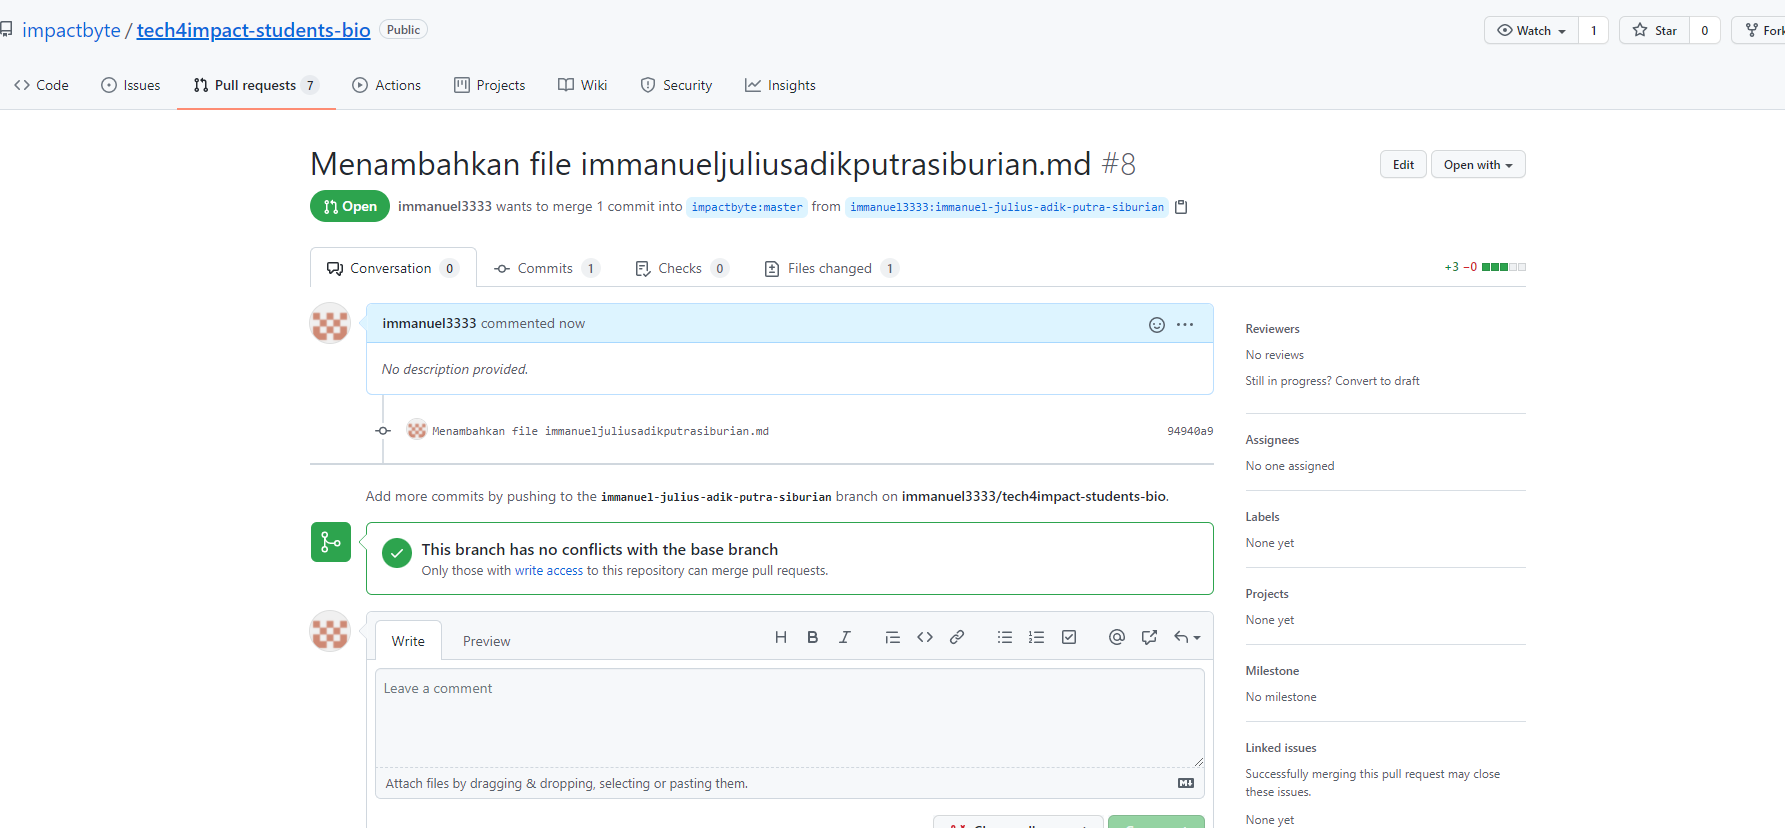 impactbyte / tech4impact-students-bio Public
Watch 1 Star 0 Fork
Code Issues Pull requests 7 Actions Projects Wiki Security Insights
Menambahkan file immanueljuliusadikputrasiburian.md #8
Edit Open with
Open immanuel3333 wants to merge 1 commit into impactbyte:master from immanuel3333:immanuel-julius-adik-putra-siburian
Conversation 0 Commits 1 Checks 0 Files changed 1
+3 −0
immanuel3333 commented now
No description provided.
Menambahkan file immanueljuliusadikputrasiburian.md 94940a9
Add more commits by pushing to the immanuel-julius-adik-putra-siburian branch on immanuel3333/tech4impact-students-bio.
This branch has no conflicts with the base branch
Only those with write access to this repository can merge pull requests.
Write Preview
Leave a comment
Attach files by dragging & dropping, selecting or pasting them.
Reviewers
No reviews
Still in progress? Convert to draft
Assignees
No one assigned
Labels
None yet
Projects
None yet
Milestone
No milestone
Linked issues
Successfully merging this pull request may close
these issues.
None yet